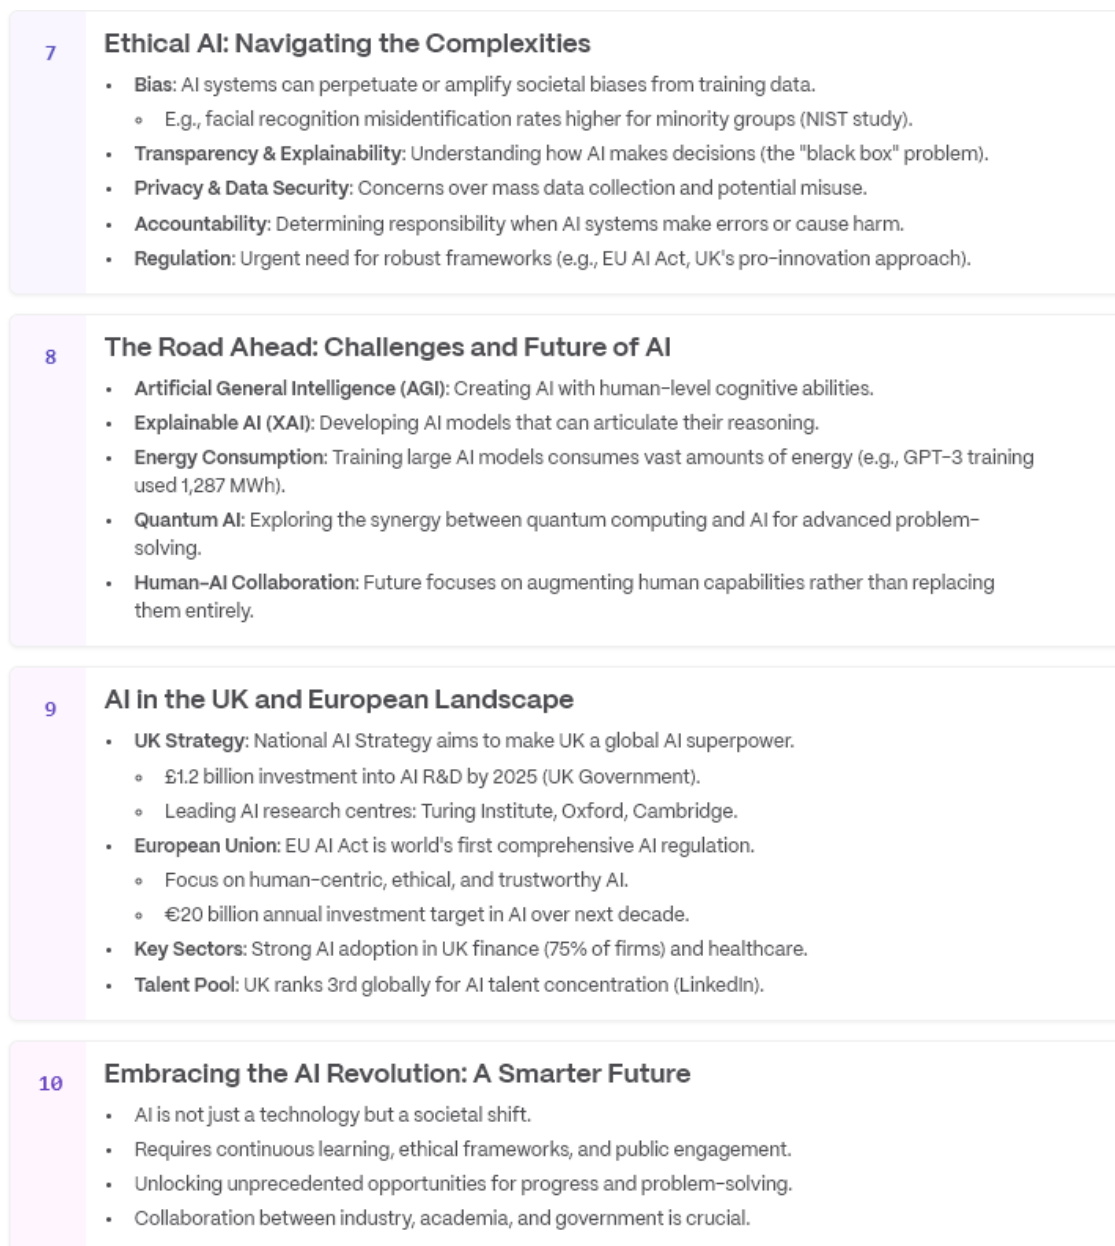 7
Ethical AI: Navigating the Complexities
• Bias: AI systems can perpetuate or amplify societal biases from training data.
◦ E.g., facial recognition misidentification rates higher for minority groups (NIST study).
• Transparency & Explainability: Understanding how AI makes decisions (the "black box" problem).
• Privacy & Data Security: Concerns over mass data collection and potential misuse.
• Accountability: Determining responsibility when AI systems make errors or cause harm.
• Regulation: Urgent need for robust frameworks (e.g., EU AI Act, UK's pro-innovation approach).
8
The Road Ahead: Challenges and Future of AI
• Artificial General Intelligence (AGI): Creating AI with human-level cognitive abilities.
• Explainable AI (XAI): Developing AI models that can articulate their reasoning.
• Energy Consumption: Training large AI models consumes vast amounts of energy (e.g., GPT-3 training
used 1,287 MWh).
• Quantum AI: Exploring the synergy between quantum computing and AI for advanced problem-
solving.
• Human-AI Collaboration: Future focuses on augmenting human capabilities rather than replacing
them entirely.
9
AI in the UK and European Landscape
• UK Strategy: National AI Strategy aims to make UK a global AI superpower.
◦ £1.2 billion investment into AI R&D by 2025 (UK Government).
◦ Leading AI research centres: Turing Institute, Oxford, Cambridge.
• European Union: EU AI Act is world's first comprehensive AI regulation.
◦ Focus on human-centric, ethical, and trustworthy AI.
◦ €20 billion annual investment target in AI over next decade.
• Key Sectors: Strong AI adoption in UK finance (75% of firms) and healthcare.
• Talent Pool: UK ranks 3rd globally for AI talent concentration (LinkedIn).
10
Embracing the AI Revolution: A Smarter Future
• AI is not just a technology but a societal shift.
• Requires continuous learning, ethical frameworks, and public engagement.
• Unlocking unprecedented opportunities for progress and problem-solving.
• Collaboration between industry, academia, and government is crucial.